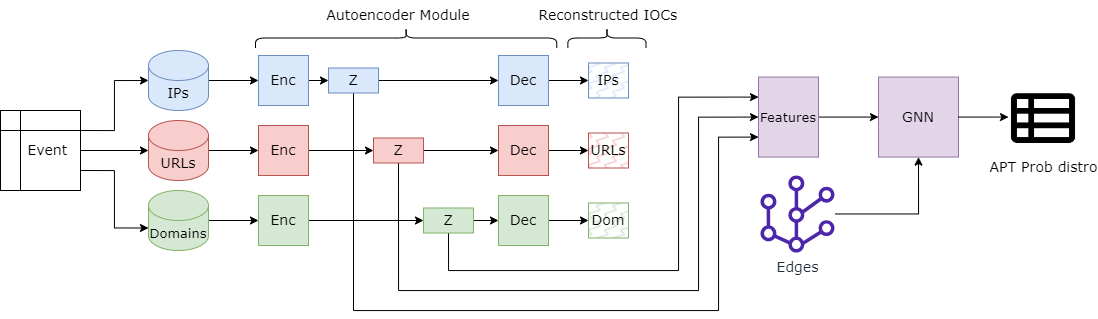 Autoencoder Module
Reconstructed IOCs
IPs
Enc
Z
Dec
IPs
Event
URLs
Enc
Z
Dec
URLs
Domains
Enc
Z
Dec
Dom
Features
GNN
APT Prob distro
Edges